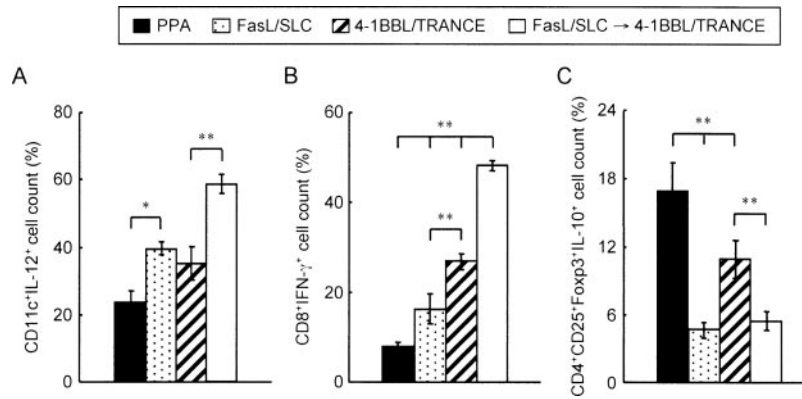 PPA FasL/SLC 4-1BBL/TRANCE FasL/SLC → 4-1BBL/TRANCE
A
CD11c⁺IL-12⁺ cell count (%)
80
60
40
20
0
*
**
B
CD8⁺IFN-γ⁺ cell count (%)
60
40
20
0
**
**
C
CD4⁺CD25⁺Foxp3⁺IL-10⁺ cell count (%)
24
18
12
6
0
**
**